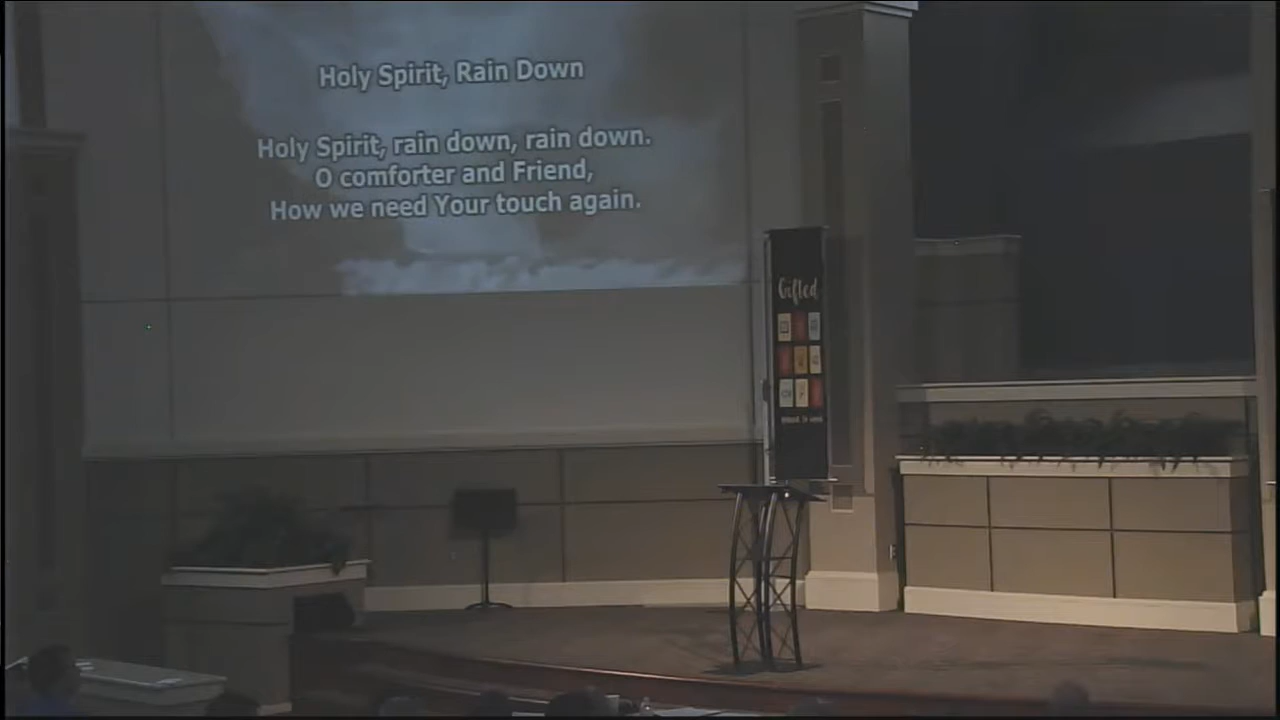 Holy Spirit, Rain Down
Holy Spirit, rain down, rain down.
O comforter and Friend,
How we need Your touch again.
Gifted